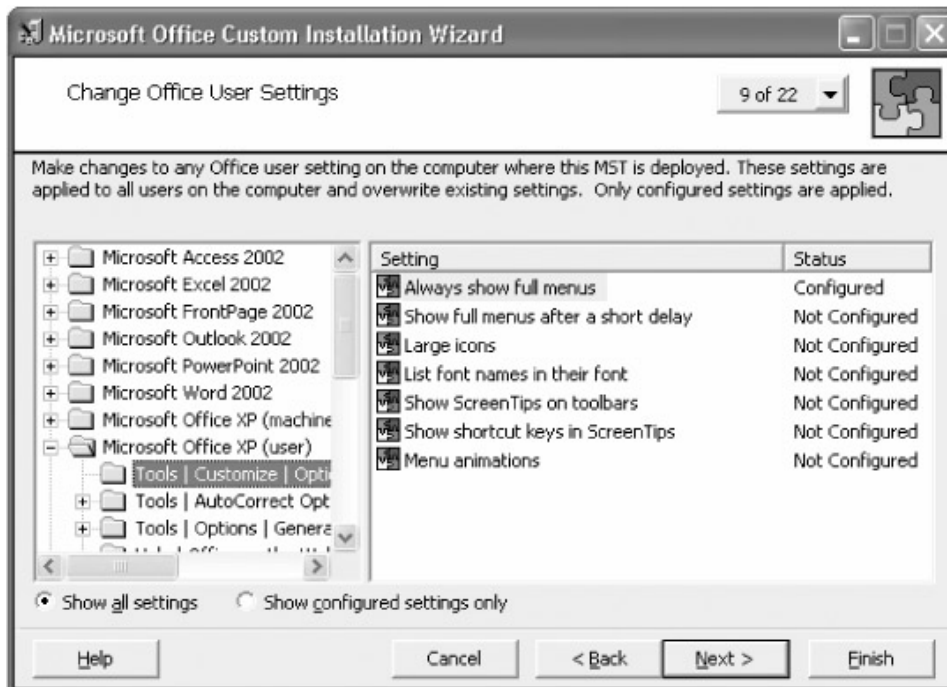 Microsoft Office Custom Installation Wizard
Change Office User Settings
9 of 22
Make changes to any Office user setting on the computer where this MST is deployed. These settings are
applied to all users on the computer and overwrite existing settings. Only configured settings are applied.
Microsoft Access 2002
Microsoft Excel 2002
Microsoft FrontPage 2002
Microsoft Outlook 2002
Microsoft PowerPoint 2002
Microsoft Word 2002
Microsoft Office XP (machine
Microsoft Office XP (user)
Tools | Customize | Opti
Tools | AutoCorrect Opt
Tools | Options | Genera
Setting Status
Always show full menus Configured
Show full menus after a short delay Not Configured
Large icons Not Configured
List font names in their font Not Configured
Show ScreenTips on toolbars Not Configured
Show shortcut keys in ScreenTips Not Configured
Menu animations Not Configured
Show all settings Show configured settings only
Help Cancel < Back Next > Finish